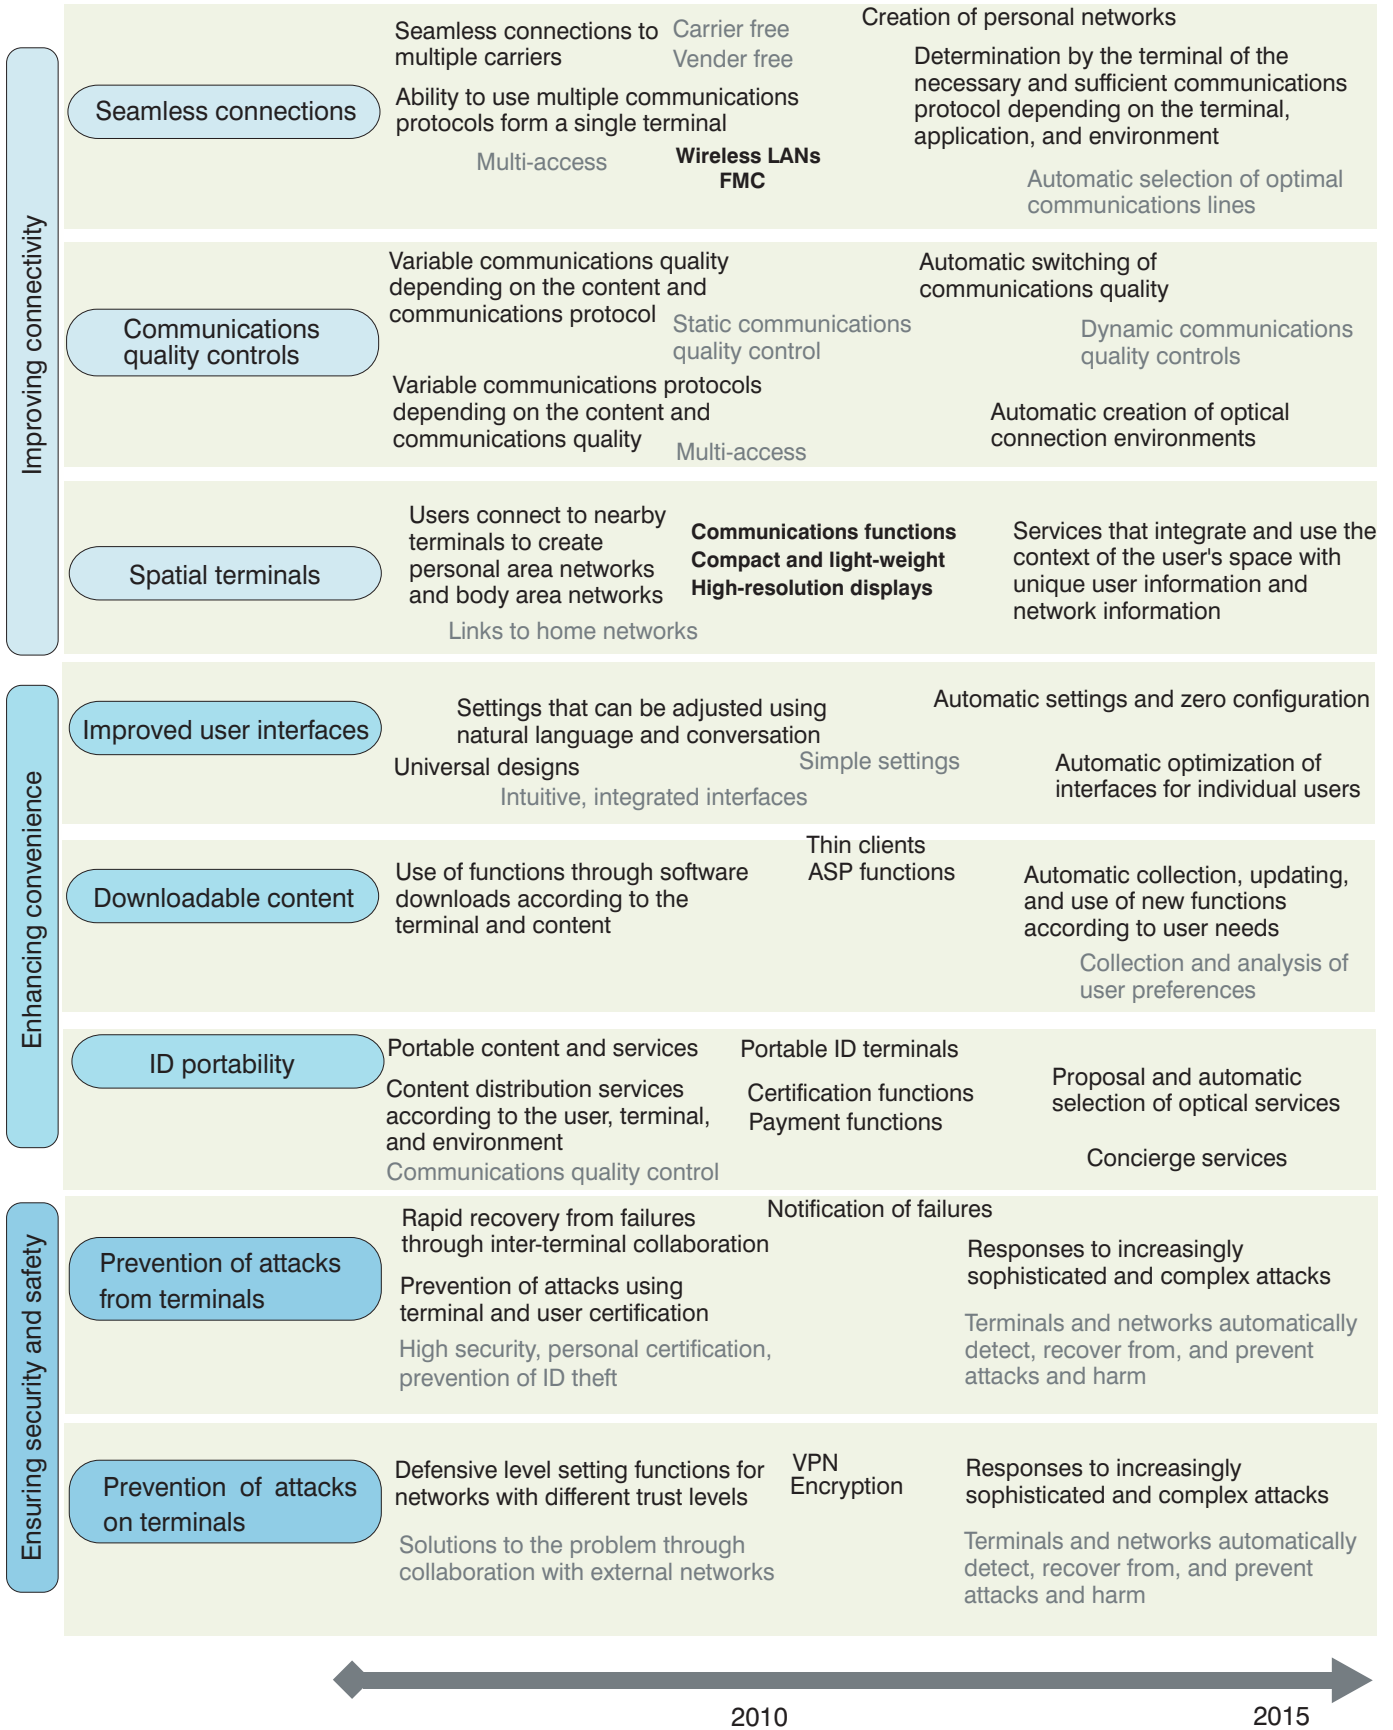 Improving connectivity
Seamless connections
Seamless connections to
multiple carriers
Carrier free
Vender free
Ability to use multiple communications
protocols form a single terminal
Multi-access
Wireless LANs
FMC
Creation of personal networks
Determination by the terminal of the
necessary and sufficient communications
protocol depending on the terminal,
application, and environment
Automatic selection of optimal
communications lines
Communications
quality controls
Variable communications quality
depending on the content and
communications protocol
Static communications
quality control
Variable communications protocols
depending on the content and
communications quality
Multi-access
Automatic switching of
communications quality
Dynamic communications
quality controls
Automatic creation of optical
connection environments
Spatial terminals
Users connect to nearby
terminals to create
personal area networks
and body area networks
Links to home networks
Communications functions
Compact and light-weight
High-resolution displays
Services that integrate and use the
context of the user's space with
unique user information and
network information
Enhancing convenience
Improved user interfaces
Settings that can be adjusted using
natural language and conversation
Universal designs
Simple settings
Intuitive, integrated interfaces
Automatic settings and zero configuration
Automatic optimization of
interfaces for individual users
Downloadable content
Use of functions through software
downloads according to the
terminal and content
Thin clients
ASP functions
Automatic collection, updating,
and use of new functions
according to user needs
Collection and analysis of
user preferences
ID portability
Portable content and services
Content distribution services
according to the user, terminal,
and environment
Communications quality control
Portable ID terminals
Certification functions
Payment functions
Proposal and automatic
selection of optical services
Concierge services
Ensuring security and safety
Prevention of attacks
from terminals
Rapid recovery from failures
through inter-terminal collaboration
Notification of failures
Prevention of attacks using
terminal and user certification
High security, personal certification,
prevention of ID theft
Responses to increasingly
sophisticated and complex attacks
Terminals and networks automatically
detect, recover from, and prevent
attacks and harm
Prevention of attacks
on terminals
Defensive level setting functions for
networks with different trust levels
Solutions to the problem through
collaboration with external networks
VPN
Encryption
Responses to increasingly
sophisticated and complex attacks
Terminals and networks automatically
detect, recover from, and prevent
attacks and harm
2010
2015